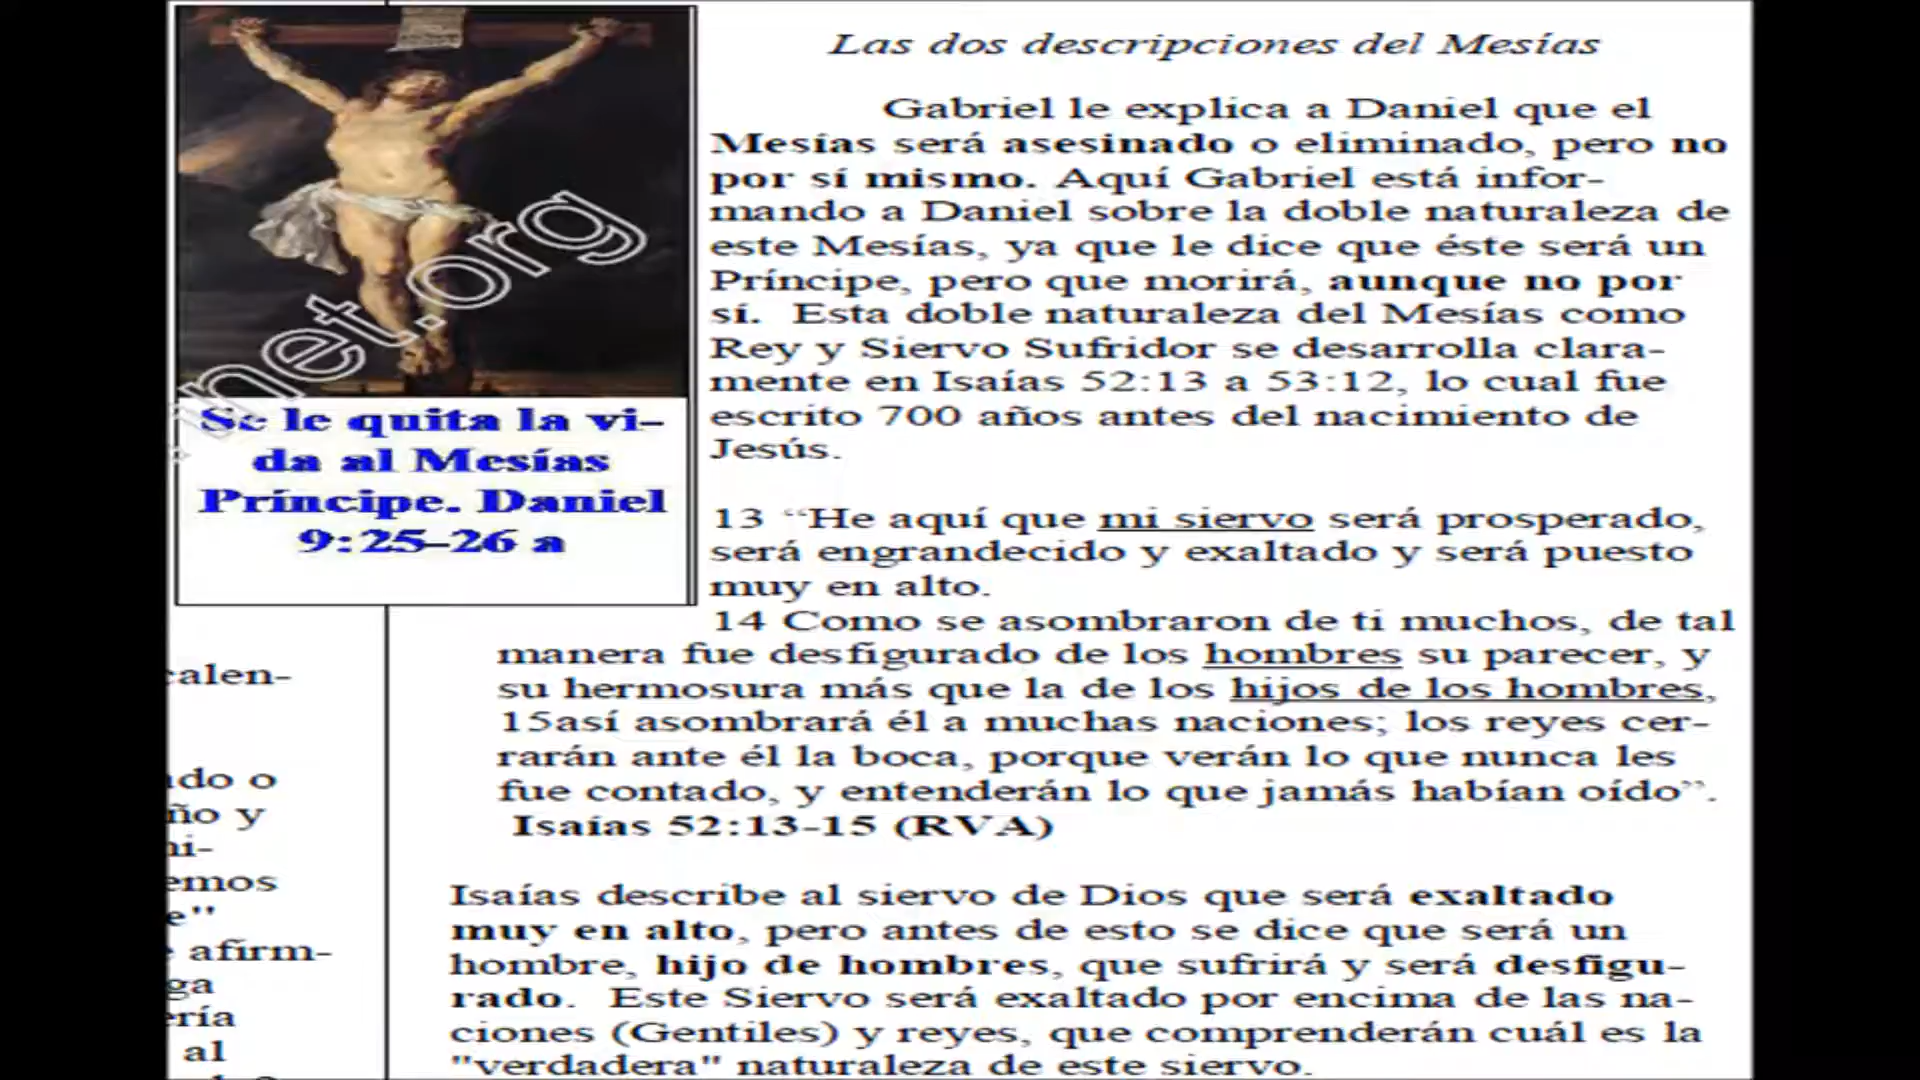 Las dos descripciones del Mesías
Gabriel le explica a Daniel que el
Mesías será asesinado o eliminado, pero no
por sí mismo. Aquí Gabriel está infor-
mando a Daniel sobre la doble naturaleza de
este Mesías, ya que le dice que éste será un
Príncipe, pero que morirá, aunque no por
sí. Esta doble naturaleza del Mesías como
Rey y Siervo Sufridor se desarrolla clara-
mente en Isaías 52:13 a 53:12, lo cual fue
escrito 700 años antes del nacimiento de
Jesús.
net.org
Se le quita la vi-
da al Mesías
Príncipe. Daniel
9:25-26 a
13 “He aquí que mi siervo será prosperado,
será engrandecido y exaltado y será puesto
muy en alto.
14 Como se asombraron de ti muchos, de tal
manera fue desfigurado de los hombres su parecer, y
su hermosura más que la de los hijos de los hombres,
15así asombrará él a muchas naciones; los reyes cer-
rarán ante él la boca, porque verán lo que nunca les
fue contado, y entenderán lo que jamás habían oído”.
Isaías 52:13-15 (RVA)
Isaías describe al siervo de Dios que será exaltado
muy en alto, pero antes de esto se dice que será un
hombre, hijo de hombres, que sufrirá y será desfigu-
rado. Este Siervo será exaltado por encima de las na-
ciones (Gentiles) y reyes, que comprenderán cuál es la
"verdadera" naturaleza de este siervo.
calen-
do o
ño y
ni-
emos
e"
afirm-
ga
ería
al